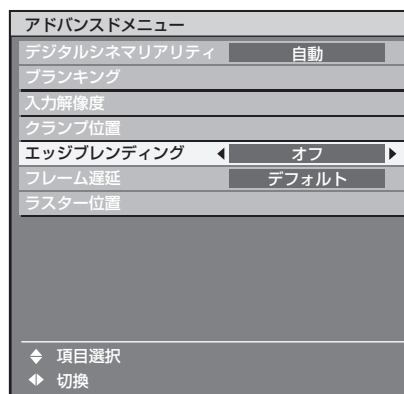 アドバンスドメニュー
デジタルシネマリアリティ 自動
ブランキング
入力解像度
クランプ位置
エッジブレンディング オフ
フレーム遅延 デフォルト
ラスター位置
項目選択
切換